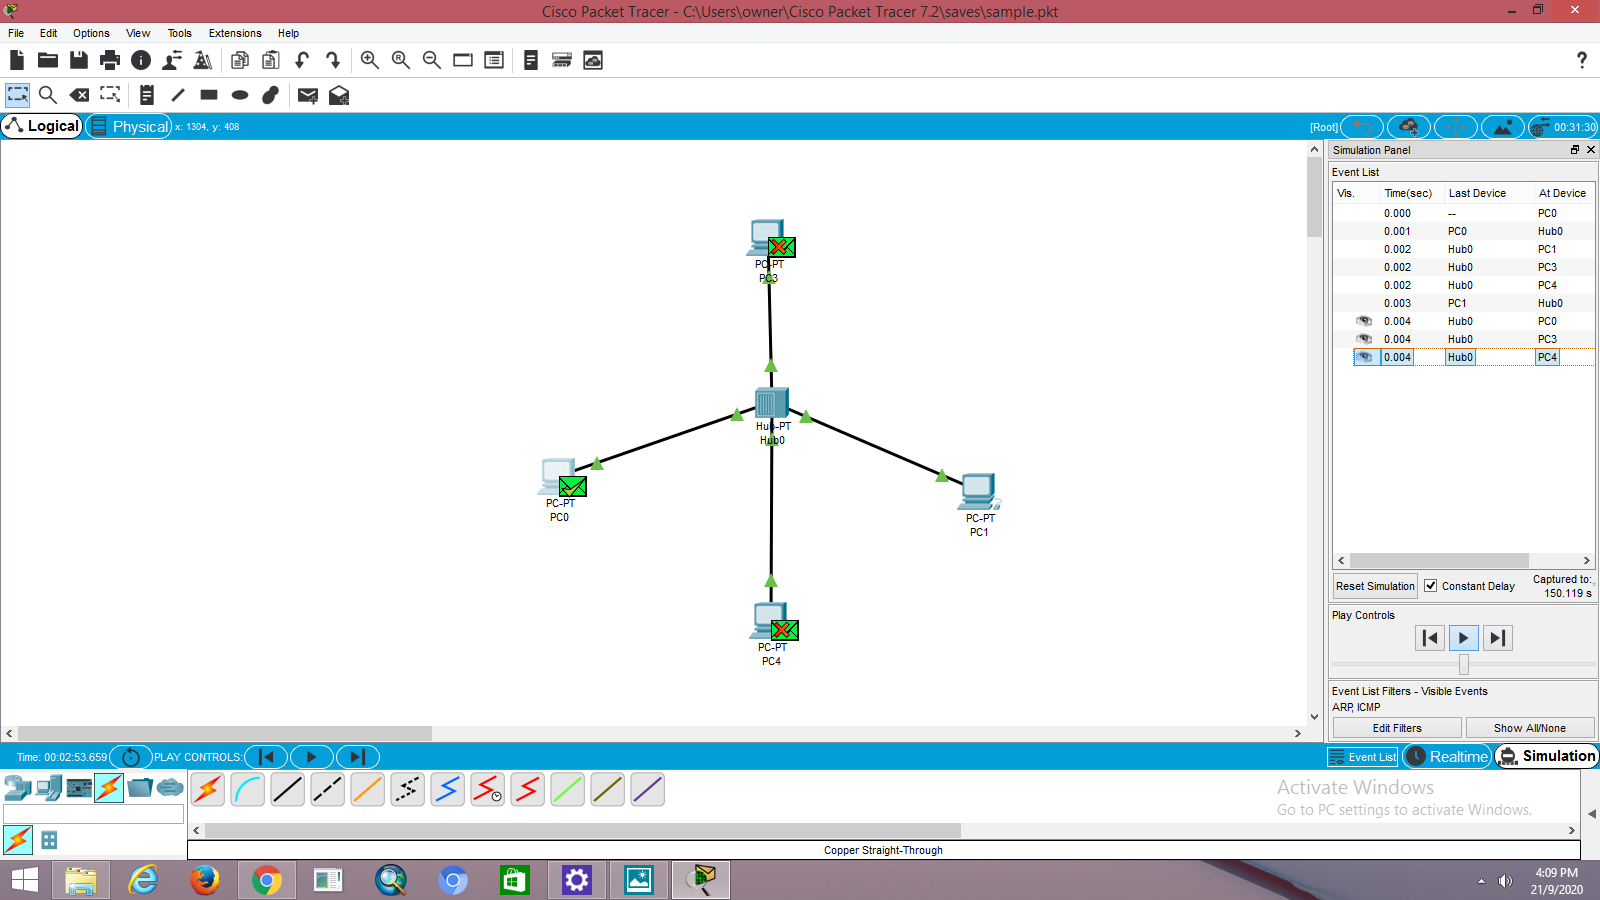 Cisco Packet Tracer - C:\Users\owner\Cisco Packet Tracer 7.2\saves\sample.pkt
File Edit Options View Tools Extensions Help
?
Logical Physical x: 1304, y: 408 [Root] 00:31:30
Simulation Panel
Event List
Vis. Time(sec) Last Device At Device
0.000 -- PC0
0.001 PC0 Hub0
0.002 Hub0 PC1
0.002 Hub0 PC3
0.002 Hub0 PC4
0.003 PC1 Hub0
0.004 Hub0 PC0
0.004 Hub0 PC3
0.004 Hub0 PC4
PC-PT
PC3
Hub-PT
Hub0
PC-PT
PC0
PC-PT
PC1
PC-PT
PC4
Reset Simulation Constant Delay Captured to:
150.119 s
Play Controls
Event List Filters - Visible Events
ARP, ICMP
Edit Filters Show All/None
Time: 00:02:53.659 PLAY CONTROLS: Event List Realtime Simulation
Activate Windows
Go to PC settings to activate Windows.
Copper Straight-Through
4:09 PM
21/9/2020